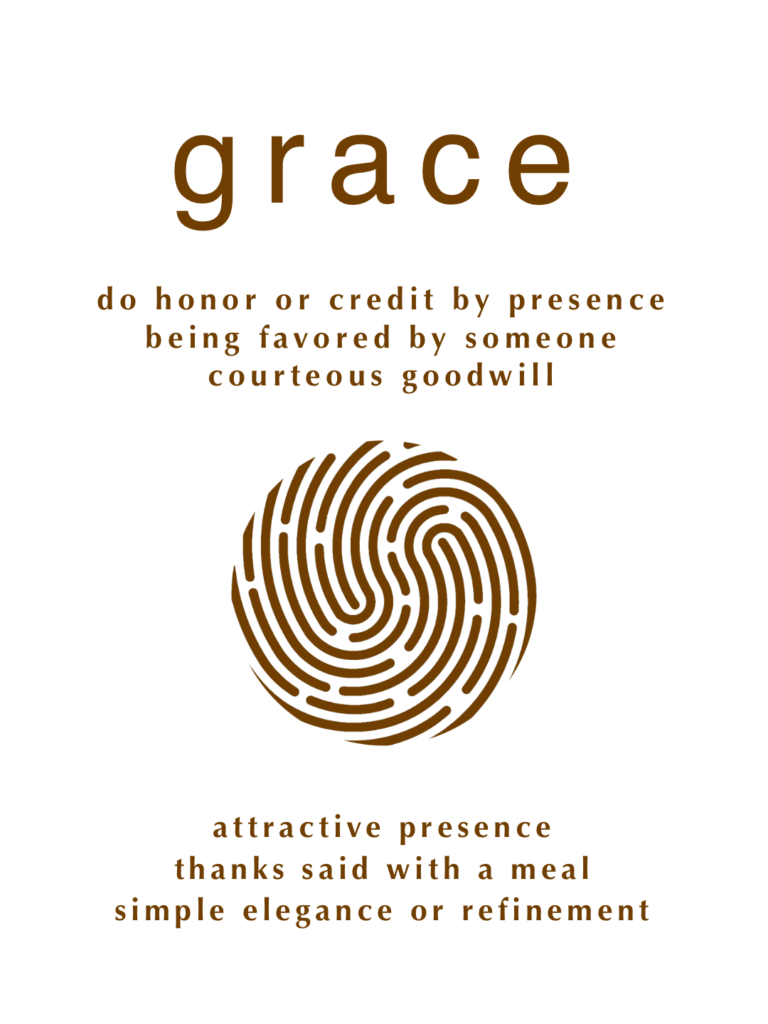 grace
do honor or credit by presence
being favored by someone
courteous goodwill
attractive presence
thanks said with a meal
simple elegance or refinement